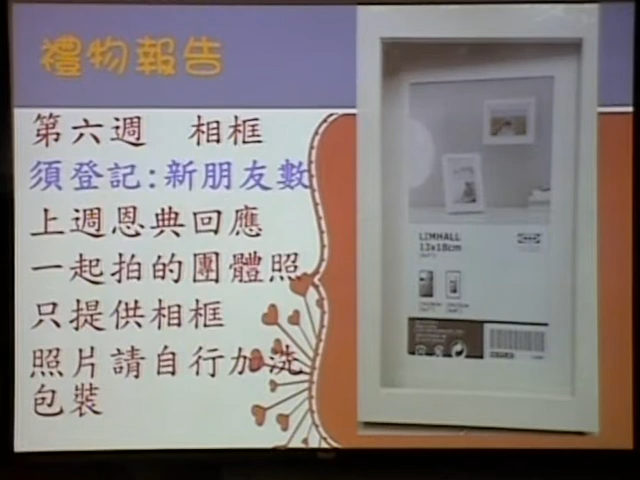 禮物報告
第六週 相框
須登記:新朋友數
上週恩典回應
一起拍的團體照
只提供相框
照片請自行加洗
包裝
LIMHALL
13x18cm